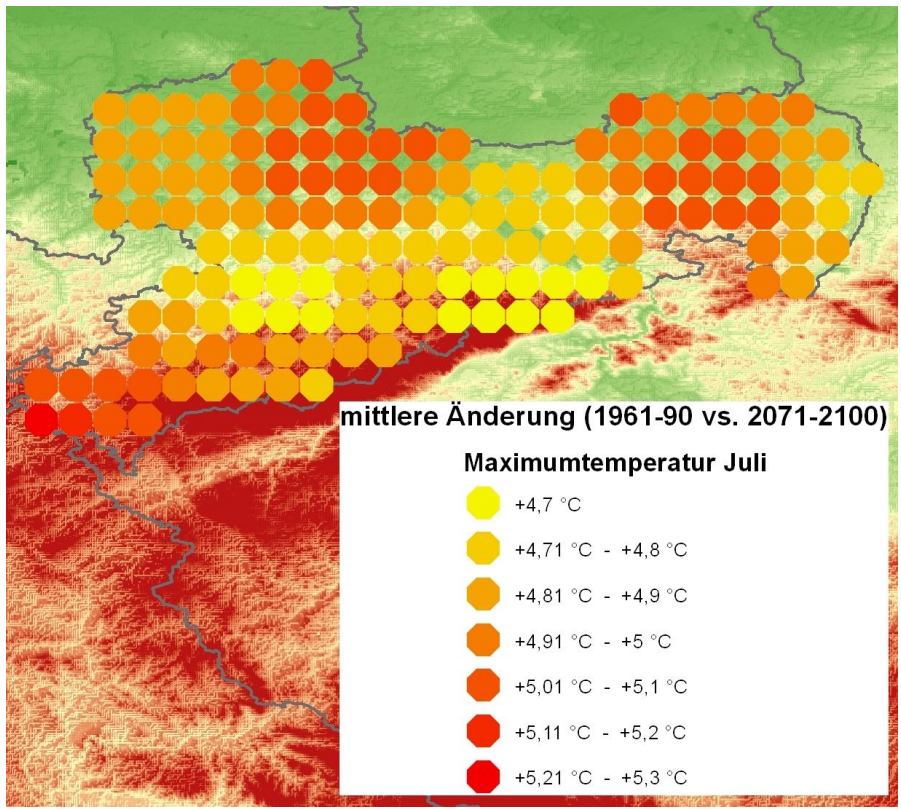 mittlere Änderung (1961-90 vs. 2071-2100)
Maximumtemperatur Juli
+4,7 °C
+4,71 °C - +4,8 °C
+4,81 °C - +4,9 °C
+4,91 °C - +5 °C
+5,01 °C - +5,1 °C
+5,11 °C - +5,2 °C
+5,21 °C - +5,3 °C